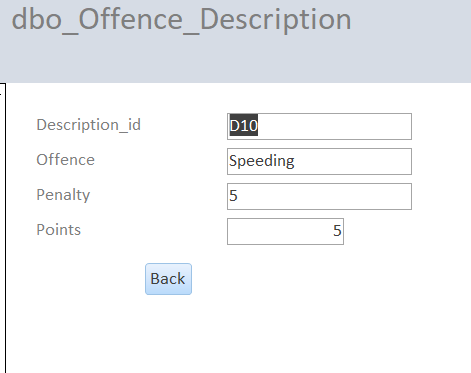 dbo_Offence_Description
Description_id D10
Offence Speeding
Penalty 5
Points 5
Back